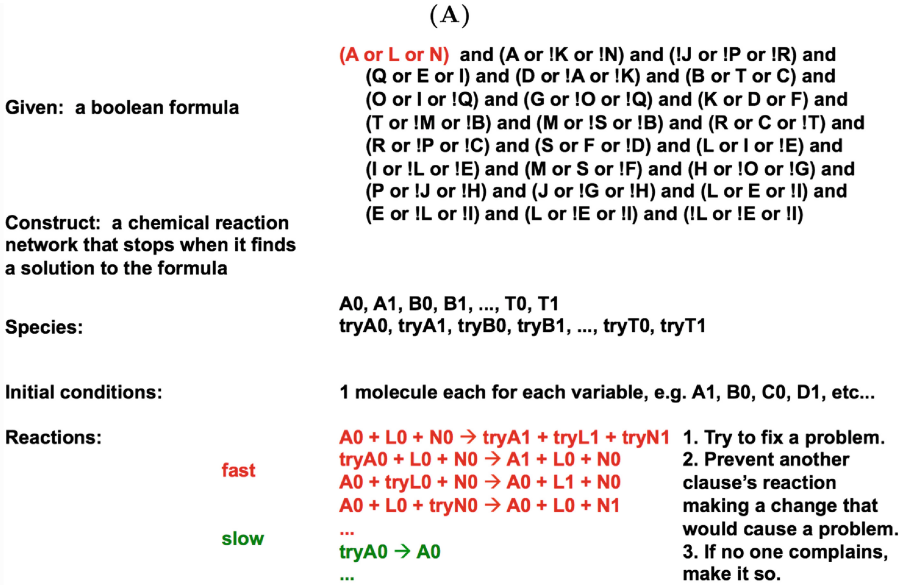 (A)
(A or L or N) and (A or !K or !N) and (!J or !P or !R) and
(Q or E or I) and (D or !A or !K) and (B or T or C) and
(O or I or !Q) and (G or !O or !Q) and (K or D or F) and
(T or !M or !B) and (M or !S or !B) and (R or C or !T) and
(R or !P or !C) and (S or F or !D) and (L or I or !E) and
(I or !L or !E) and (M or S or !F) and (H or !O or !G) and
(P or !J or !H) and (J or !G or !H) and (L or E or !I) and
(E or !L or !I) and (L or !E or !I) and (!L or !E or !I)
Given: a boolean formula
Construct: a chemical reaction
network that stops when it finds
a solution to the formula
Species:
A0, A1, B0, B1, ..., T0, T1
tryA0, tryA1, tryB0, tryB1, ..., tryT0, tryT1
Initial conditions:
1 molecule each for each variable, e.g. A1, B0, C0, D1, etc...
Reactions:
fast
A0 + L0 + N0 → tryA1 + tryL1 + tryN1
tryA0 + L0 + N0 → A1 + L0 + N0
A0 + tryL0 + N0 → A0 + L1 + N0
A0 + L0 + tryN0 → A0 + L0 + N1
...
slow
tryA0 → A0
...
1. Try to fix a problem.
2. Prevent another
clause's reaction
making a change that
would cause a problem.
3. If no one complains,
make it so.